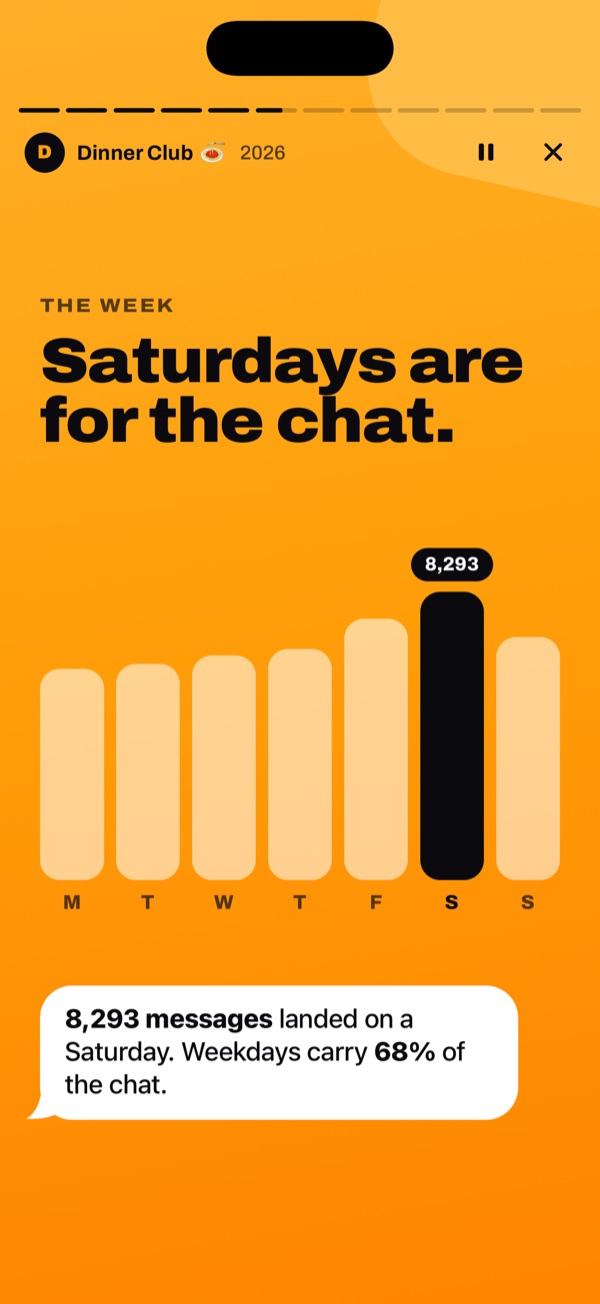 D Dinner Club 🍝 2026
THE WEEK
Saturdays are
for the chat.
8,293
M T W T F S S
8,293 messages landed on a
Saturday. Weekdays carry 68% of
the chat.